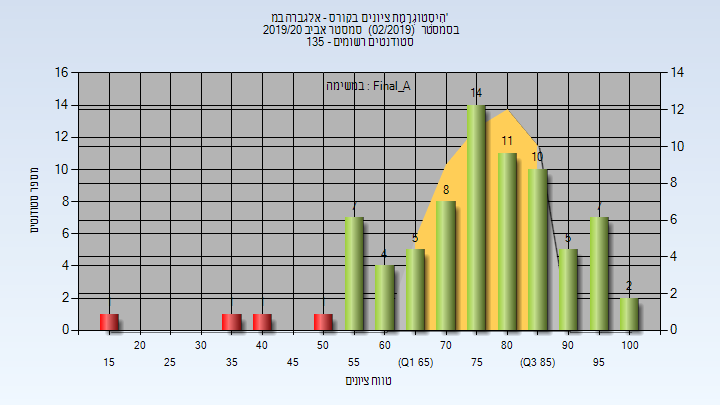 היסטוגרמת ציונים בקורס - אלגברה במ'
בסמסטר (02/2019) סמסטר אביב 2019/20
סטודנטים רשומים - 135
במשימה : Final_A
16 14 12 10 8 6 4 2 0
14 12 10 8 6 4 2 0
7 4 5 8 14 11 10 5 7 2
מספר סטודנטים
20 30 40 50 60 70 80 90 100
15 25 35 45 55 (Q1 65) 75 (Q3 85) 95
טווח ציונים